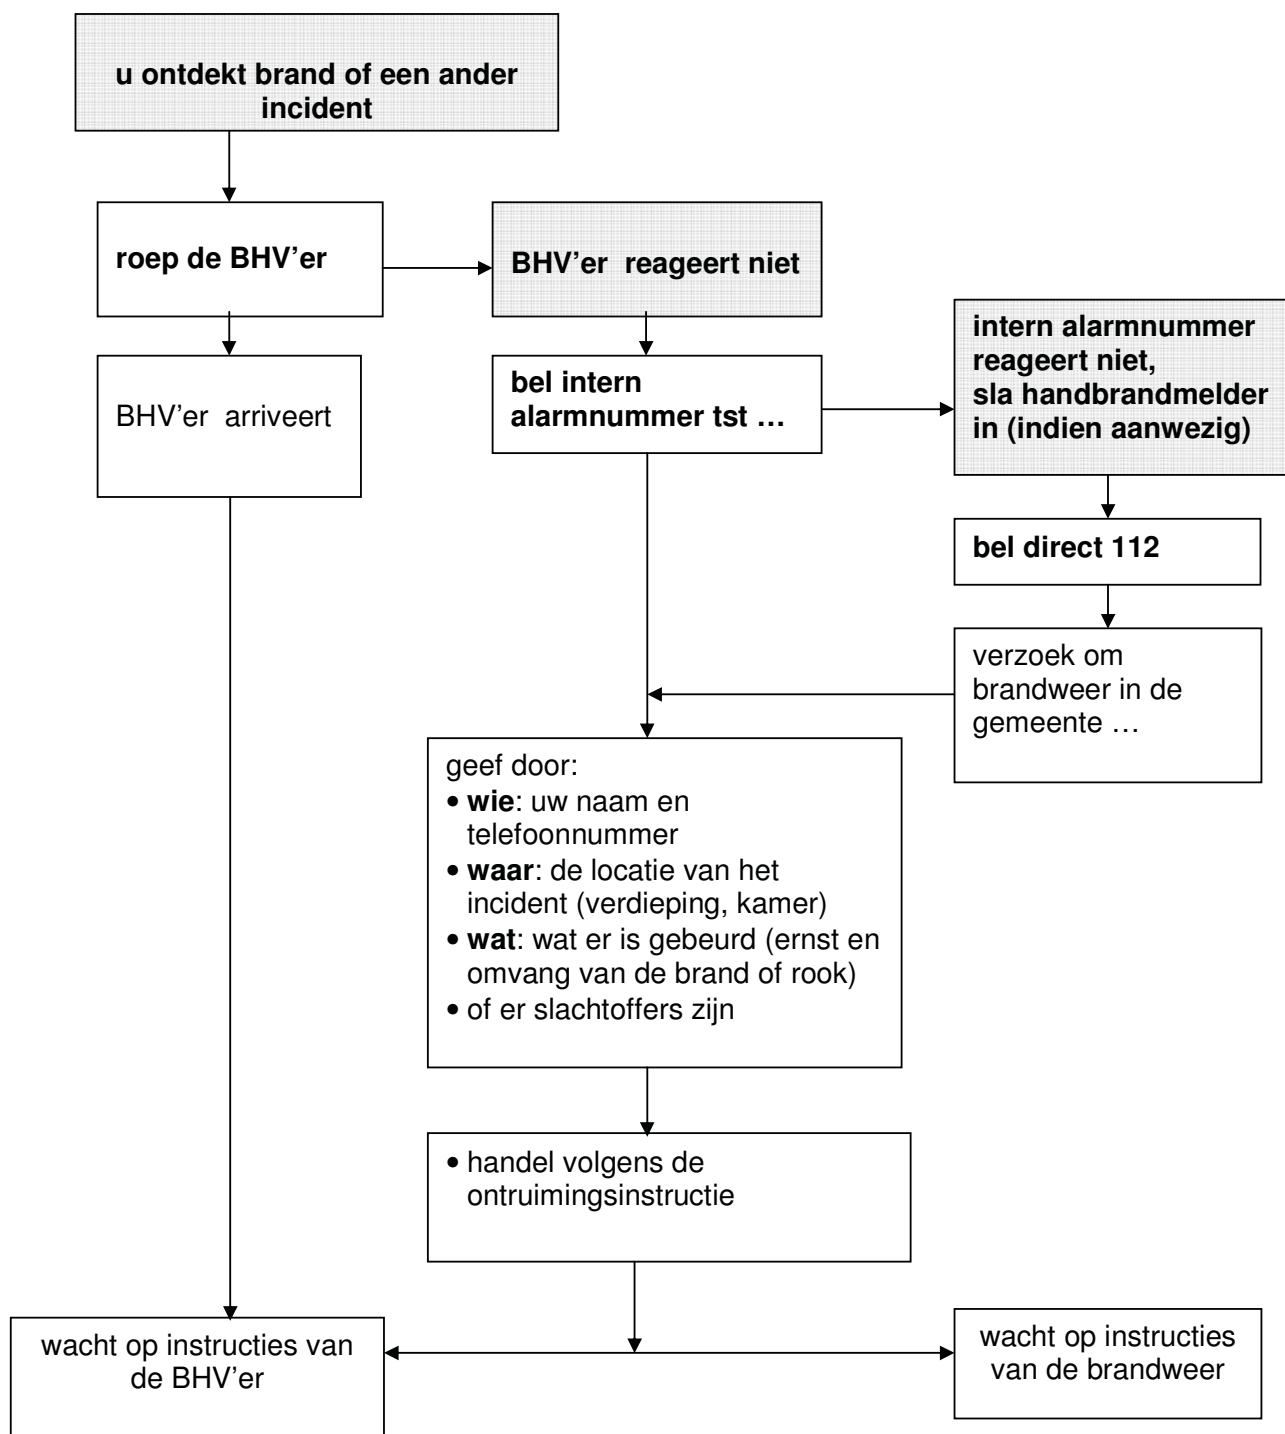 u ontdekt brand of een ander
incident
roep de BHV’er
BHV’er  reageert niet
BHV’er  arriveert
bel intern
alarmnummer tst …
intern alarmnummer
reageert niet,
sla handbrandmelder
in (indien aanwezig)
bel direct 112
verzoek om
brandweer in de
gemeente …
geef door:
• wie: uw naam en
telefoonnummer
• waar: de locatie van het
incident (verdieping, kamer)
• wat: wat er is gebeurd (ernst en
omvang van de brand of rook)
• of er slachtoffers zijn
• handel volgens de
ontruimingsinstructie
wacht op instructies van
de BHV’er
wacht op instructies
van de brandweer